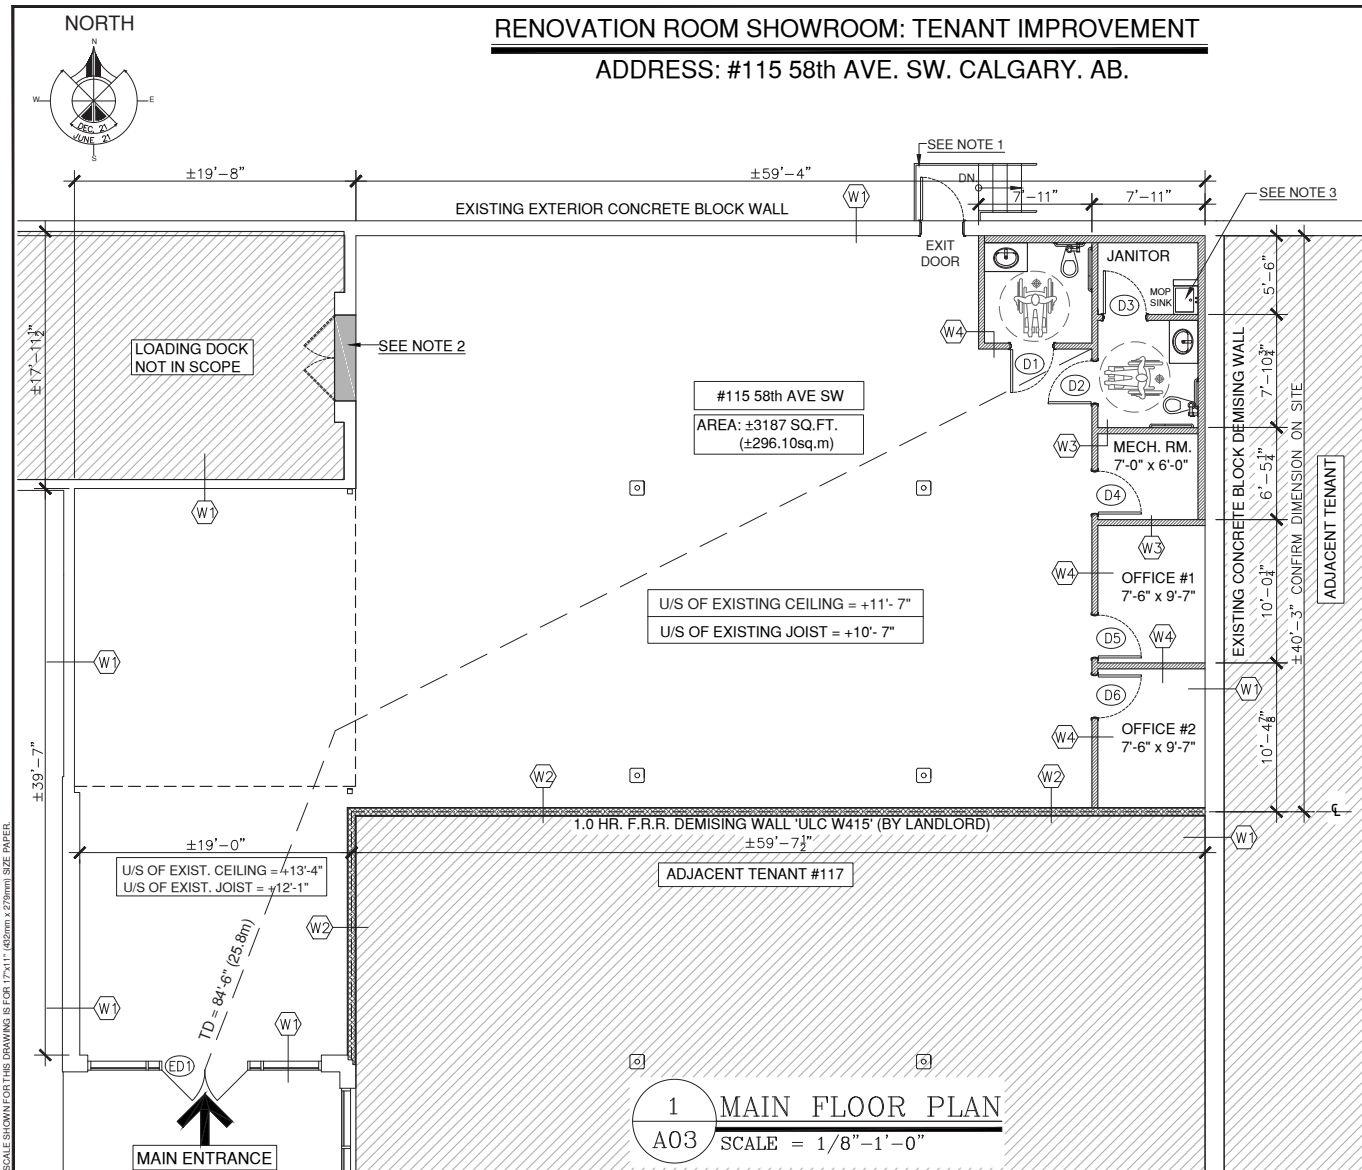 NORTH
N
W
E
DEC. 21
JUNE 21
S
RENOVATION ROOM SHOWROOM: TENANT IMPROVEMENT
ADDRESS: #115 58th AVE. SW. CALGARY. AB.
SEE NOTE 1
±19'-8"
±59'-4"
DN
7'-11"
7'-11"
SEE NOTE 3
W1
EXISTING EXTERIOR CONCRETE BLOCK WALL
EXIT
DOOR
JANITOR
MOP
SINK
D3
5'-6"
W4
±17'-11½"
LOADING DOCK
NOT IN SCOPE
SEE NOTE 2
D1
D2
7'-10¾"
#115 58th AVE SW
AREA: ±3187 SQ.FT.
(±296.10sq.m)
W3
MECH. RM.
7'-0" x 6'-0"
6'-5¼"
EXISTING CONCRETE BLOCK DEMISING WALL
±40'-3" CONFIRM DIMENSION ON SITE
ADJACENT TENANT
D4
W1
W3
W4
OFFICE #1
7'-6" x 9'-7"
10'-0¼"
U/S OF EXISTING CEILING = +11'- 7"
U/S OF EXISTING JOIST = +10'- 7"
D5
W4
W1
D6
W1
W4
OFFICE #2
7'-6" x 9'-7"
10'-4⅞"
±39'-7"
W2
W2
℄
1.0 HR. F.R.R. DEMISING WALL 'ULC W415' (BY LANDLORD)
W1
±19'-0"
±59'-7½"
U/S OF EXIST. CEILING = +13'-4"
U/S OF EXIST. JOIST = +12'-1"
ADJACENT TENANT #117
W2
TD = 84'-6" (25.8m)
W1
W1
ED1
MAIN ENTRANCE
1
A03
MAIN FLOOR PLAN
SCALE = 1/8"-1'-0"
SCALE SHOWN FOR THIS DRAWING IS FOR 17"x11" (432mm x 279mm) SIZE PAPER.